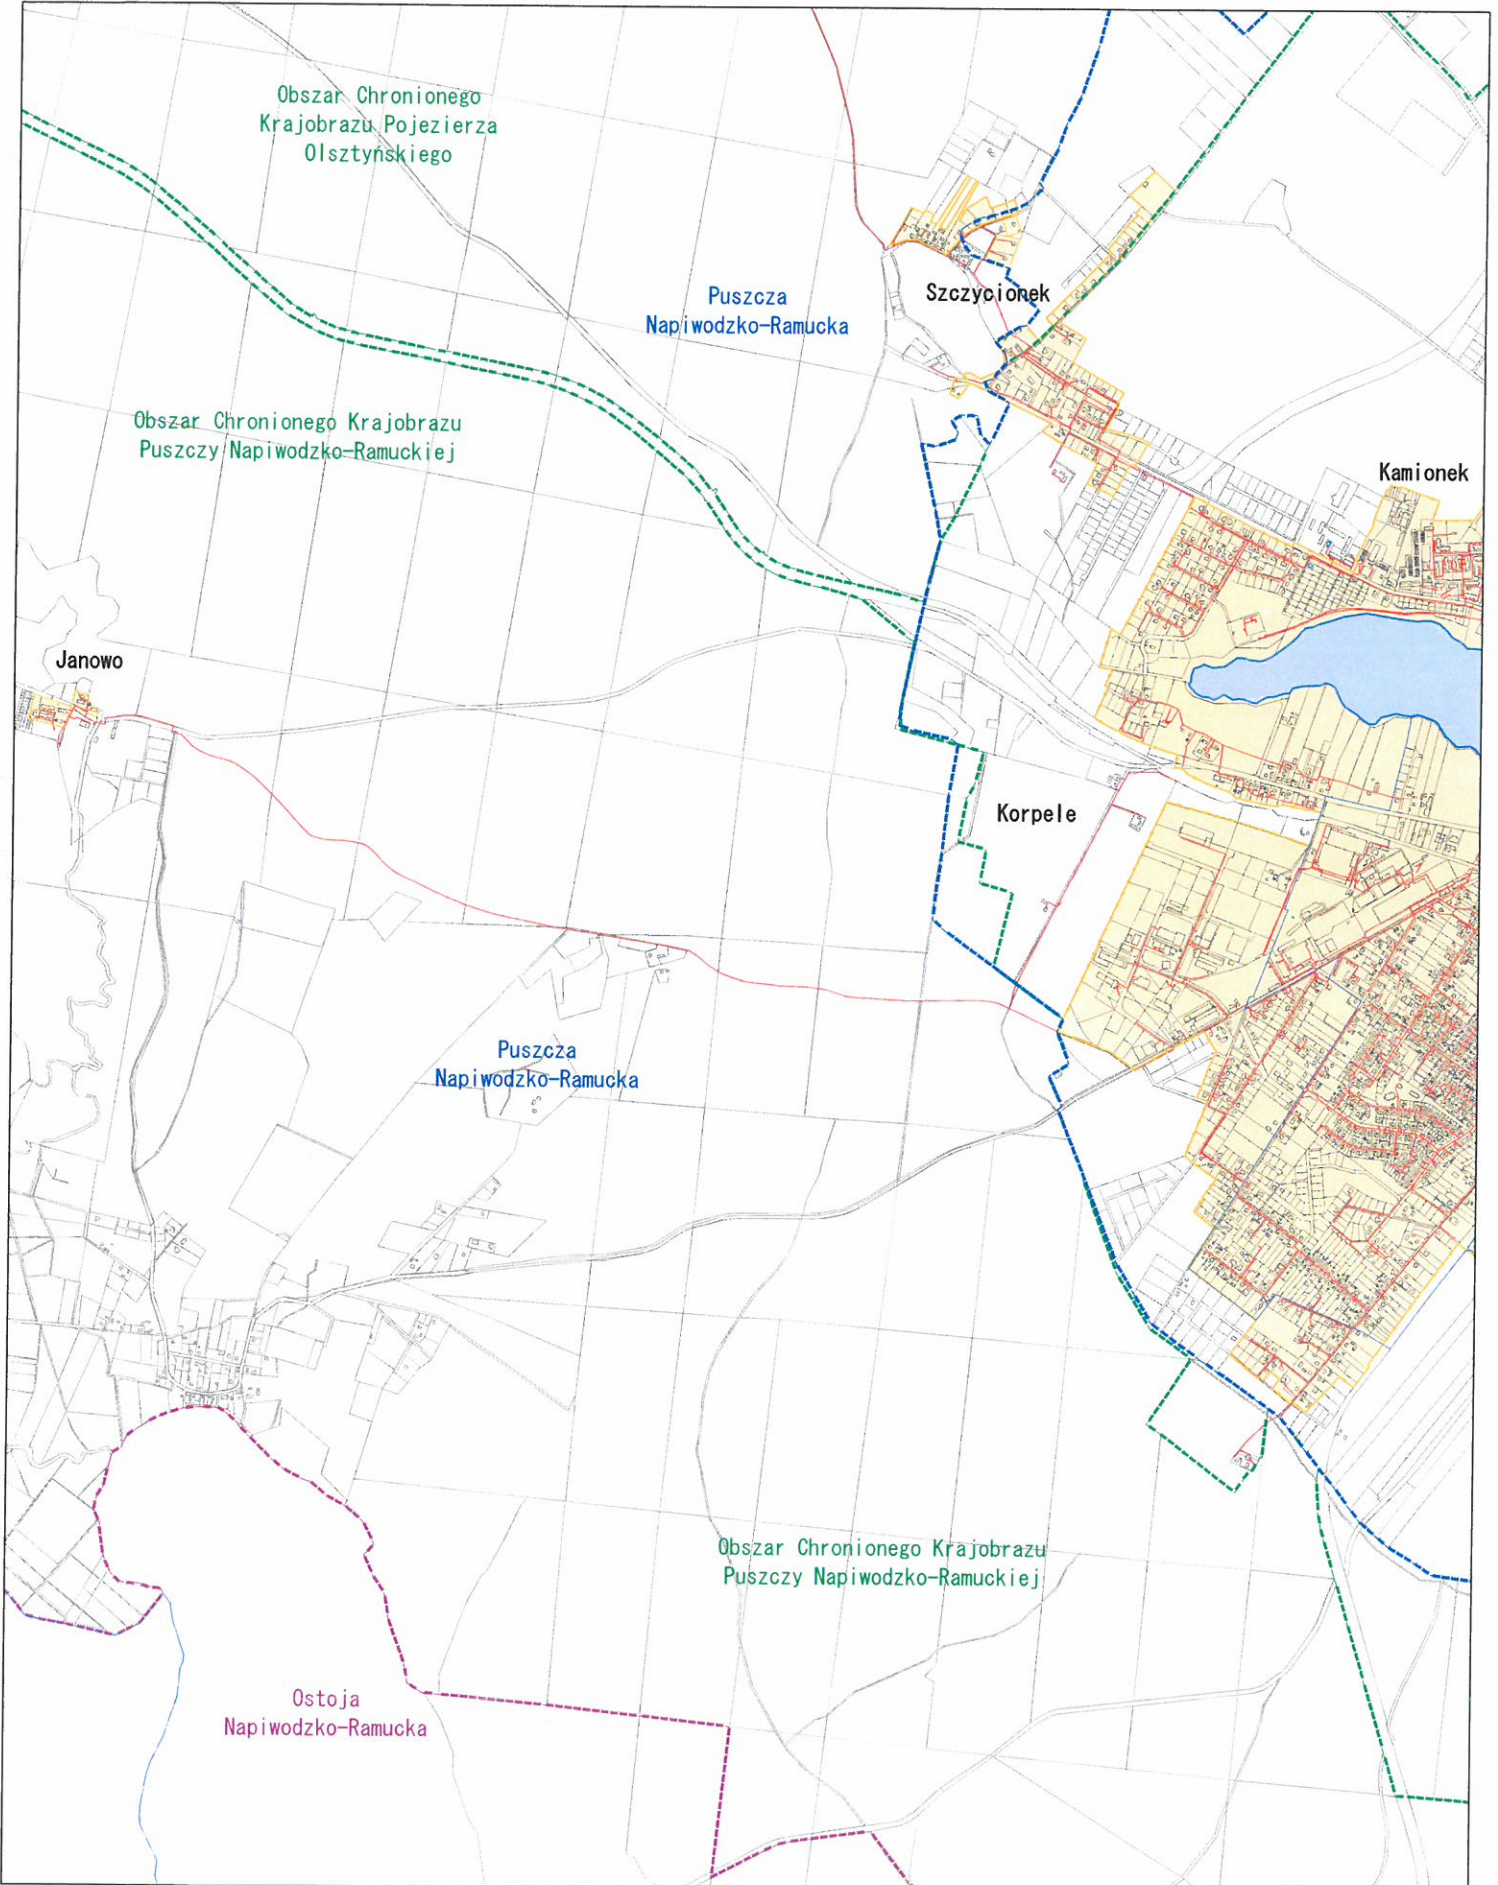 Obszar Chronionego
Krajobrazu Pojezierza
Olsztyńskiego
Puszcza
Napiwodzko-Ramucka
Szczycionek
Obszar Chronionego Krajobrazu
Puszczy Napiwodzko-Ramuckiej
Kamionek
Janowo
Korpele
Puszcza
Napiwodzko-Ramucka
Obszar Chronionego Krajobrazu
Puszczy Napiwodzko-Ramuckiej
Ostoja
Napiwodzko-Ramucka